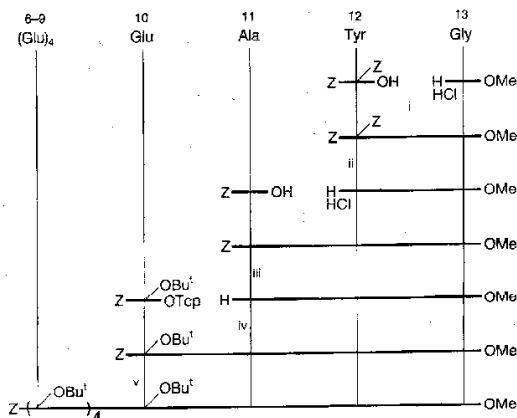 6–9 10 11 12 13
(Glu)₄ Glu Ala Tyr Gly
Z
Z OH H OMe
HCl
i
Z
Z OMe
ii
Z OH H OMe
HCl
Z OMe
iii
OBuᵗ
Z OTcp H OMe
iv
OBuᵗ
Z OMe
v
OBuᵗ OBuᵗ
Z ( )₄ OMe